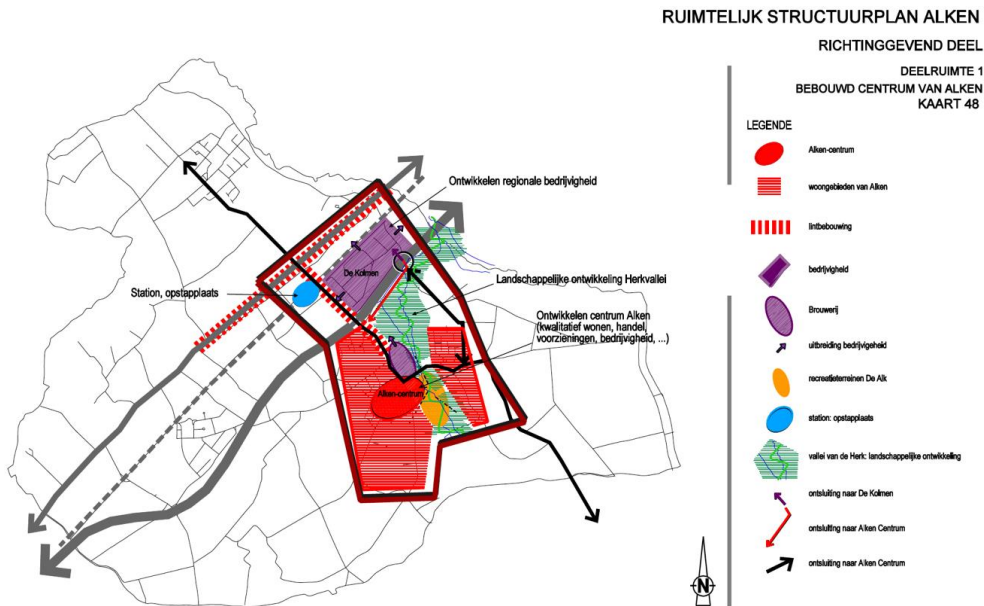 RUIMTELIJK STRUCTUURPLAN ALKEN
RICHTINGGEVEND DEEL
DEELRUIMTE 1
BEBOUWD CENTRUM VAN ALKEN
KAART 48
LEGENDE
Alken-centrum
woongebieden van Alken
lintbebouwing
bedrijvigheid
Brouwerij
uitbreiding bedrijvigeheid
recreatieterreinen De Alk
station: opstapplaats
vallei van de Herk: landschappelijke ontwikkeling
ontsluiting naar De Kolmen
ontsluiting naar Alken Centrum
ontsluiting naar Alken Centrum
Ontwikkelen regionale bedrijvigheid
De Kolmen
Station, opstapplaats
Landschappelijke ontwikkeling Herkvallei
Ontwikkelen centrum Alken
(kwalitatief wonen, handel,
voorzieningen, bedrijvigheid, ...)
Alken-centrum
N